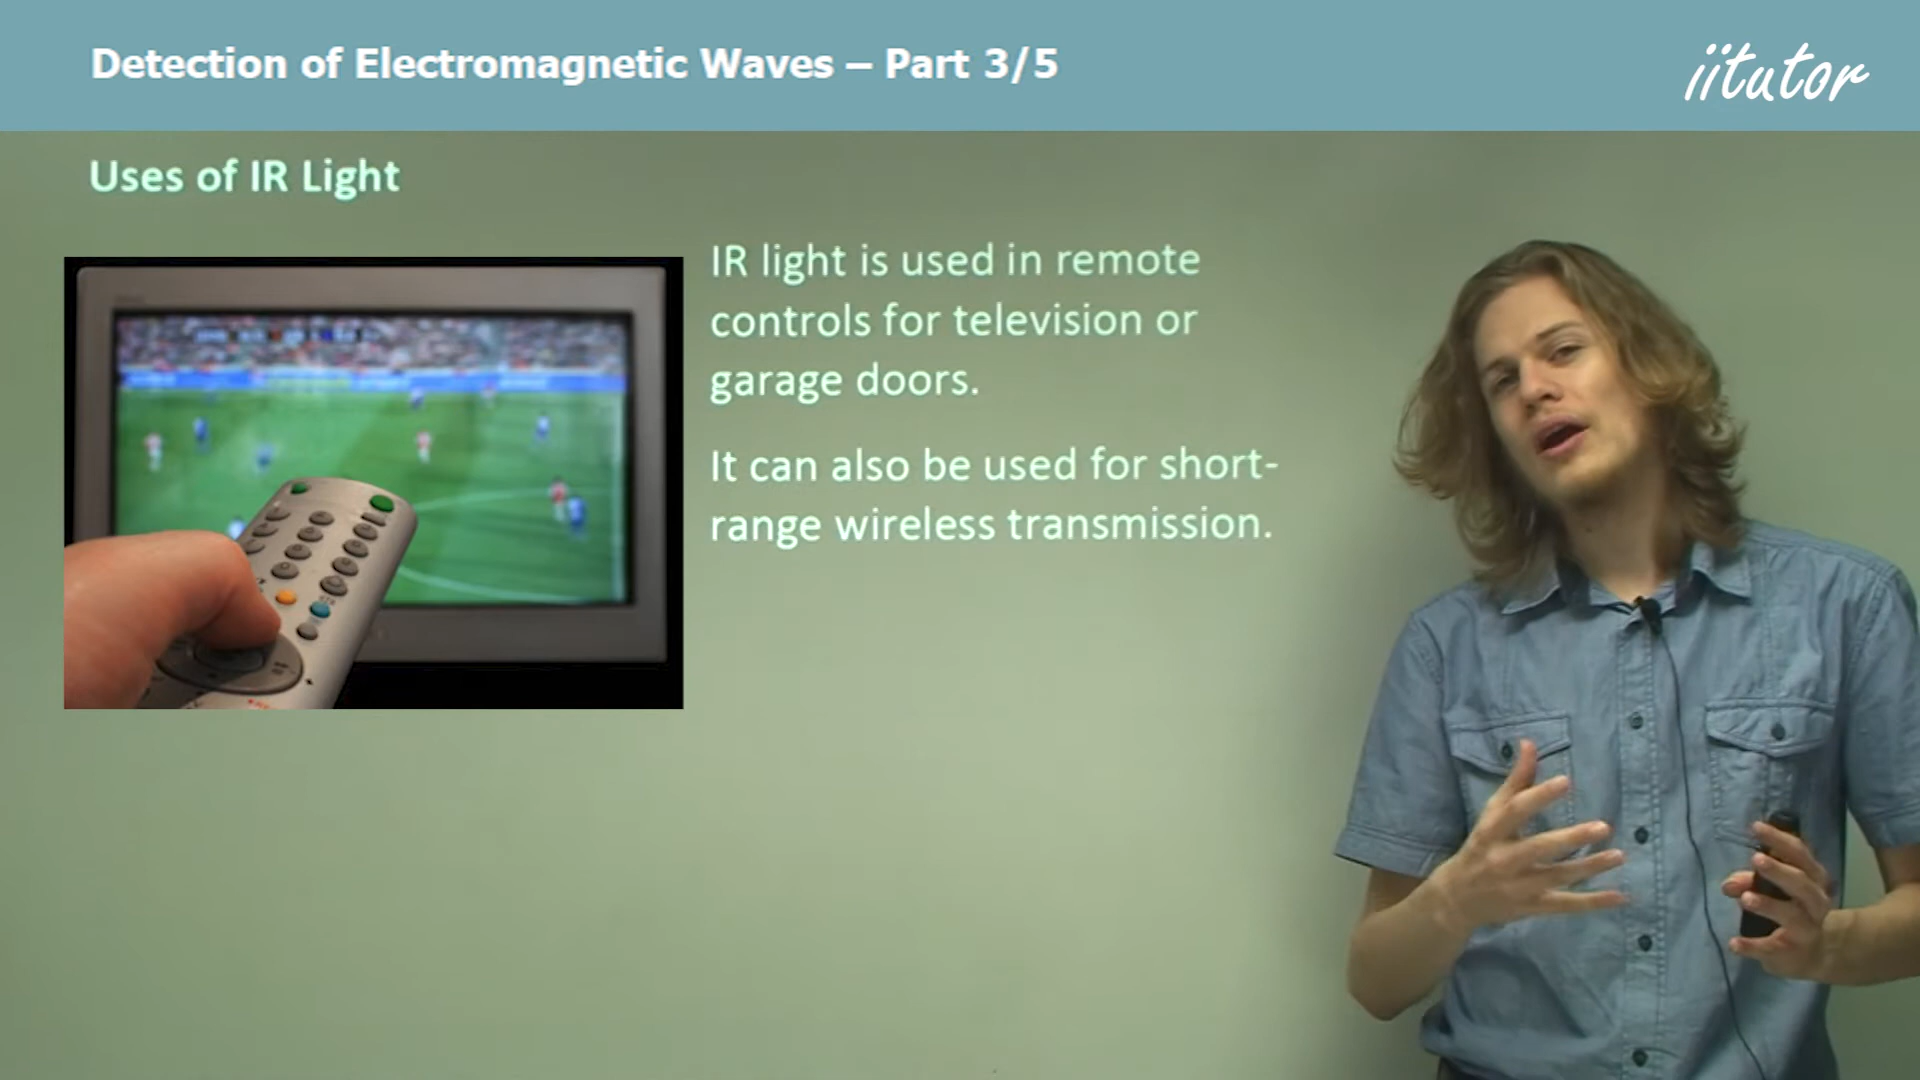 Detection of Electromagnetic Waves – Part 3/5
iitutor
Uses of IR Light
IR light is used in remote
controls for television or
garage doors.
It can also be used for short-
range wireless transmission.